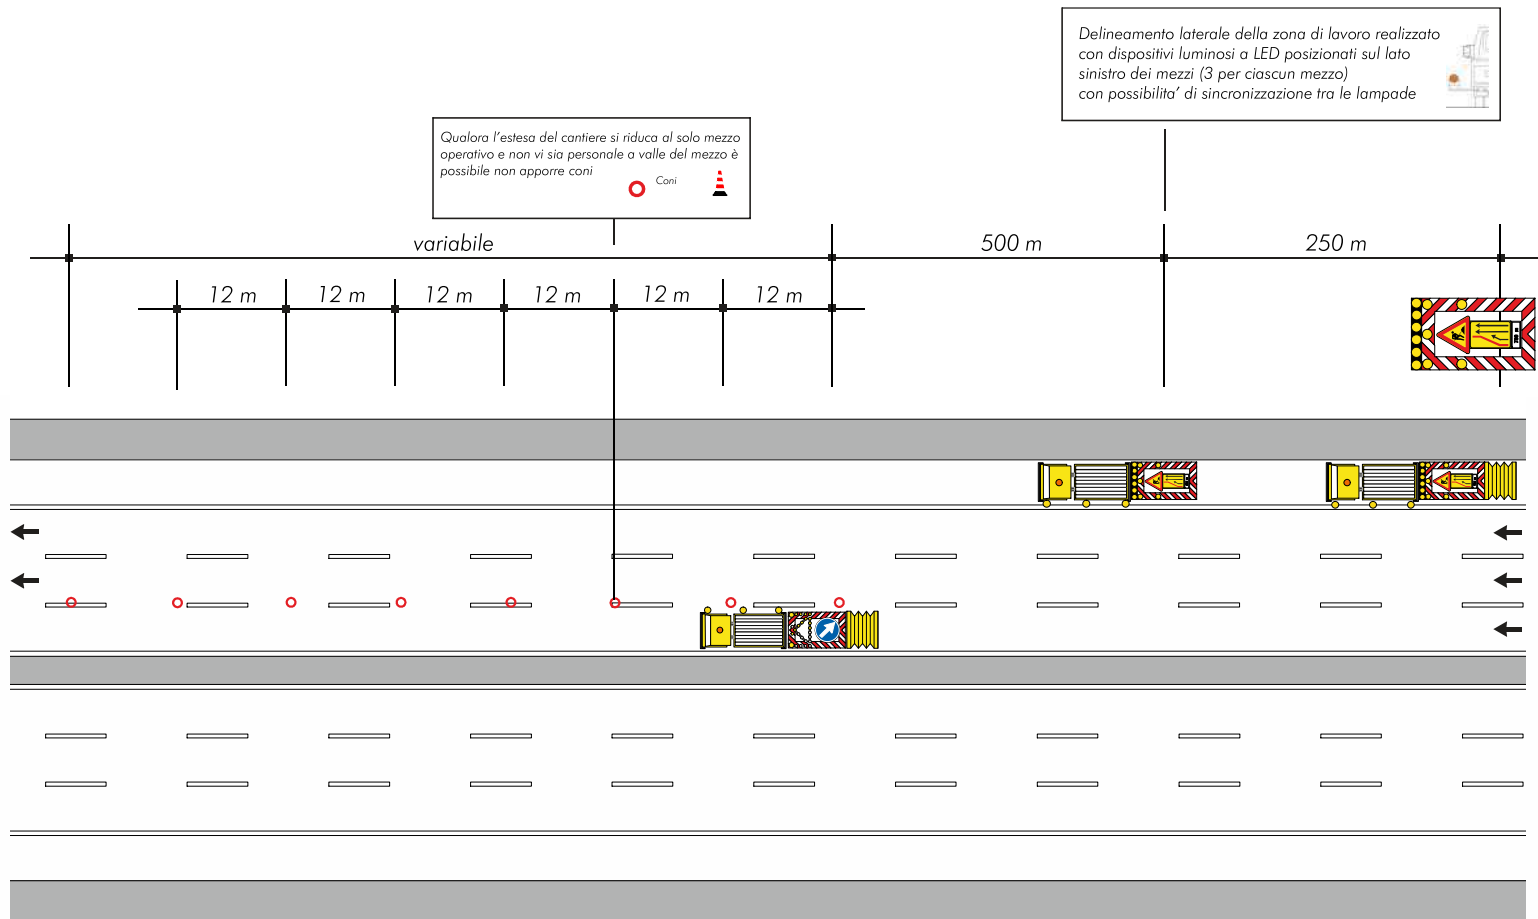 Delineamento laterale della zona di lavoro realizzato
con dispositivi luminosi a LED posizionati sul lato
sinistro dei mezzi (3 per ciascun mezzo)
con possibilita' di sincronizzazione tra le lampade
Qualora l'estesa del cantiere si riduca al solo mezzo
operativo e non vi sia personale a valle del mezzo è
possibile non apporre coni
Coni
variabile
500 m
250 m
12 m
12 m
12 m
12 m
12 m
12 m